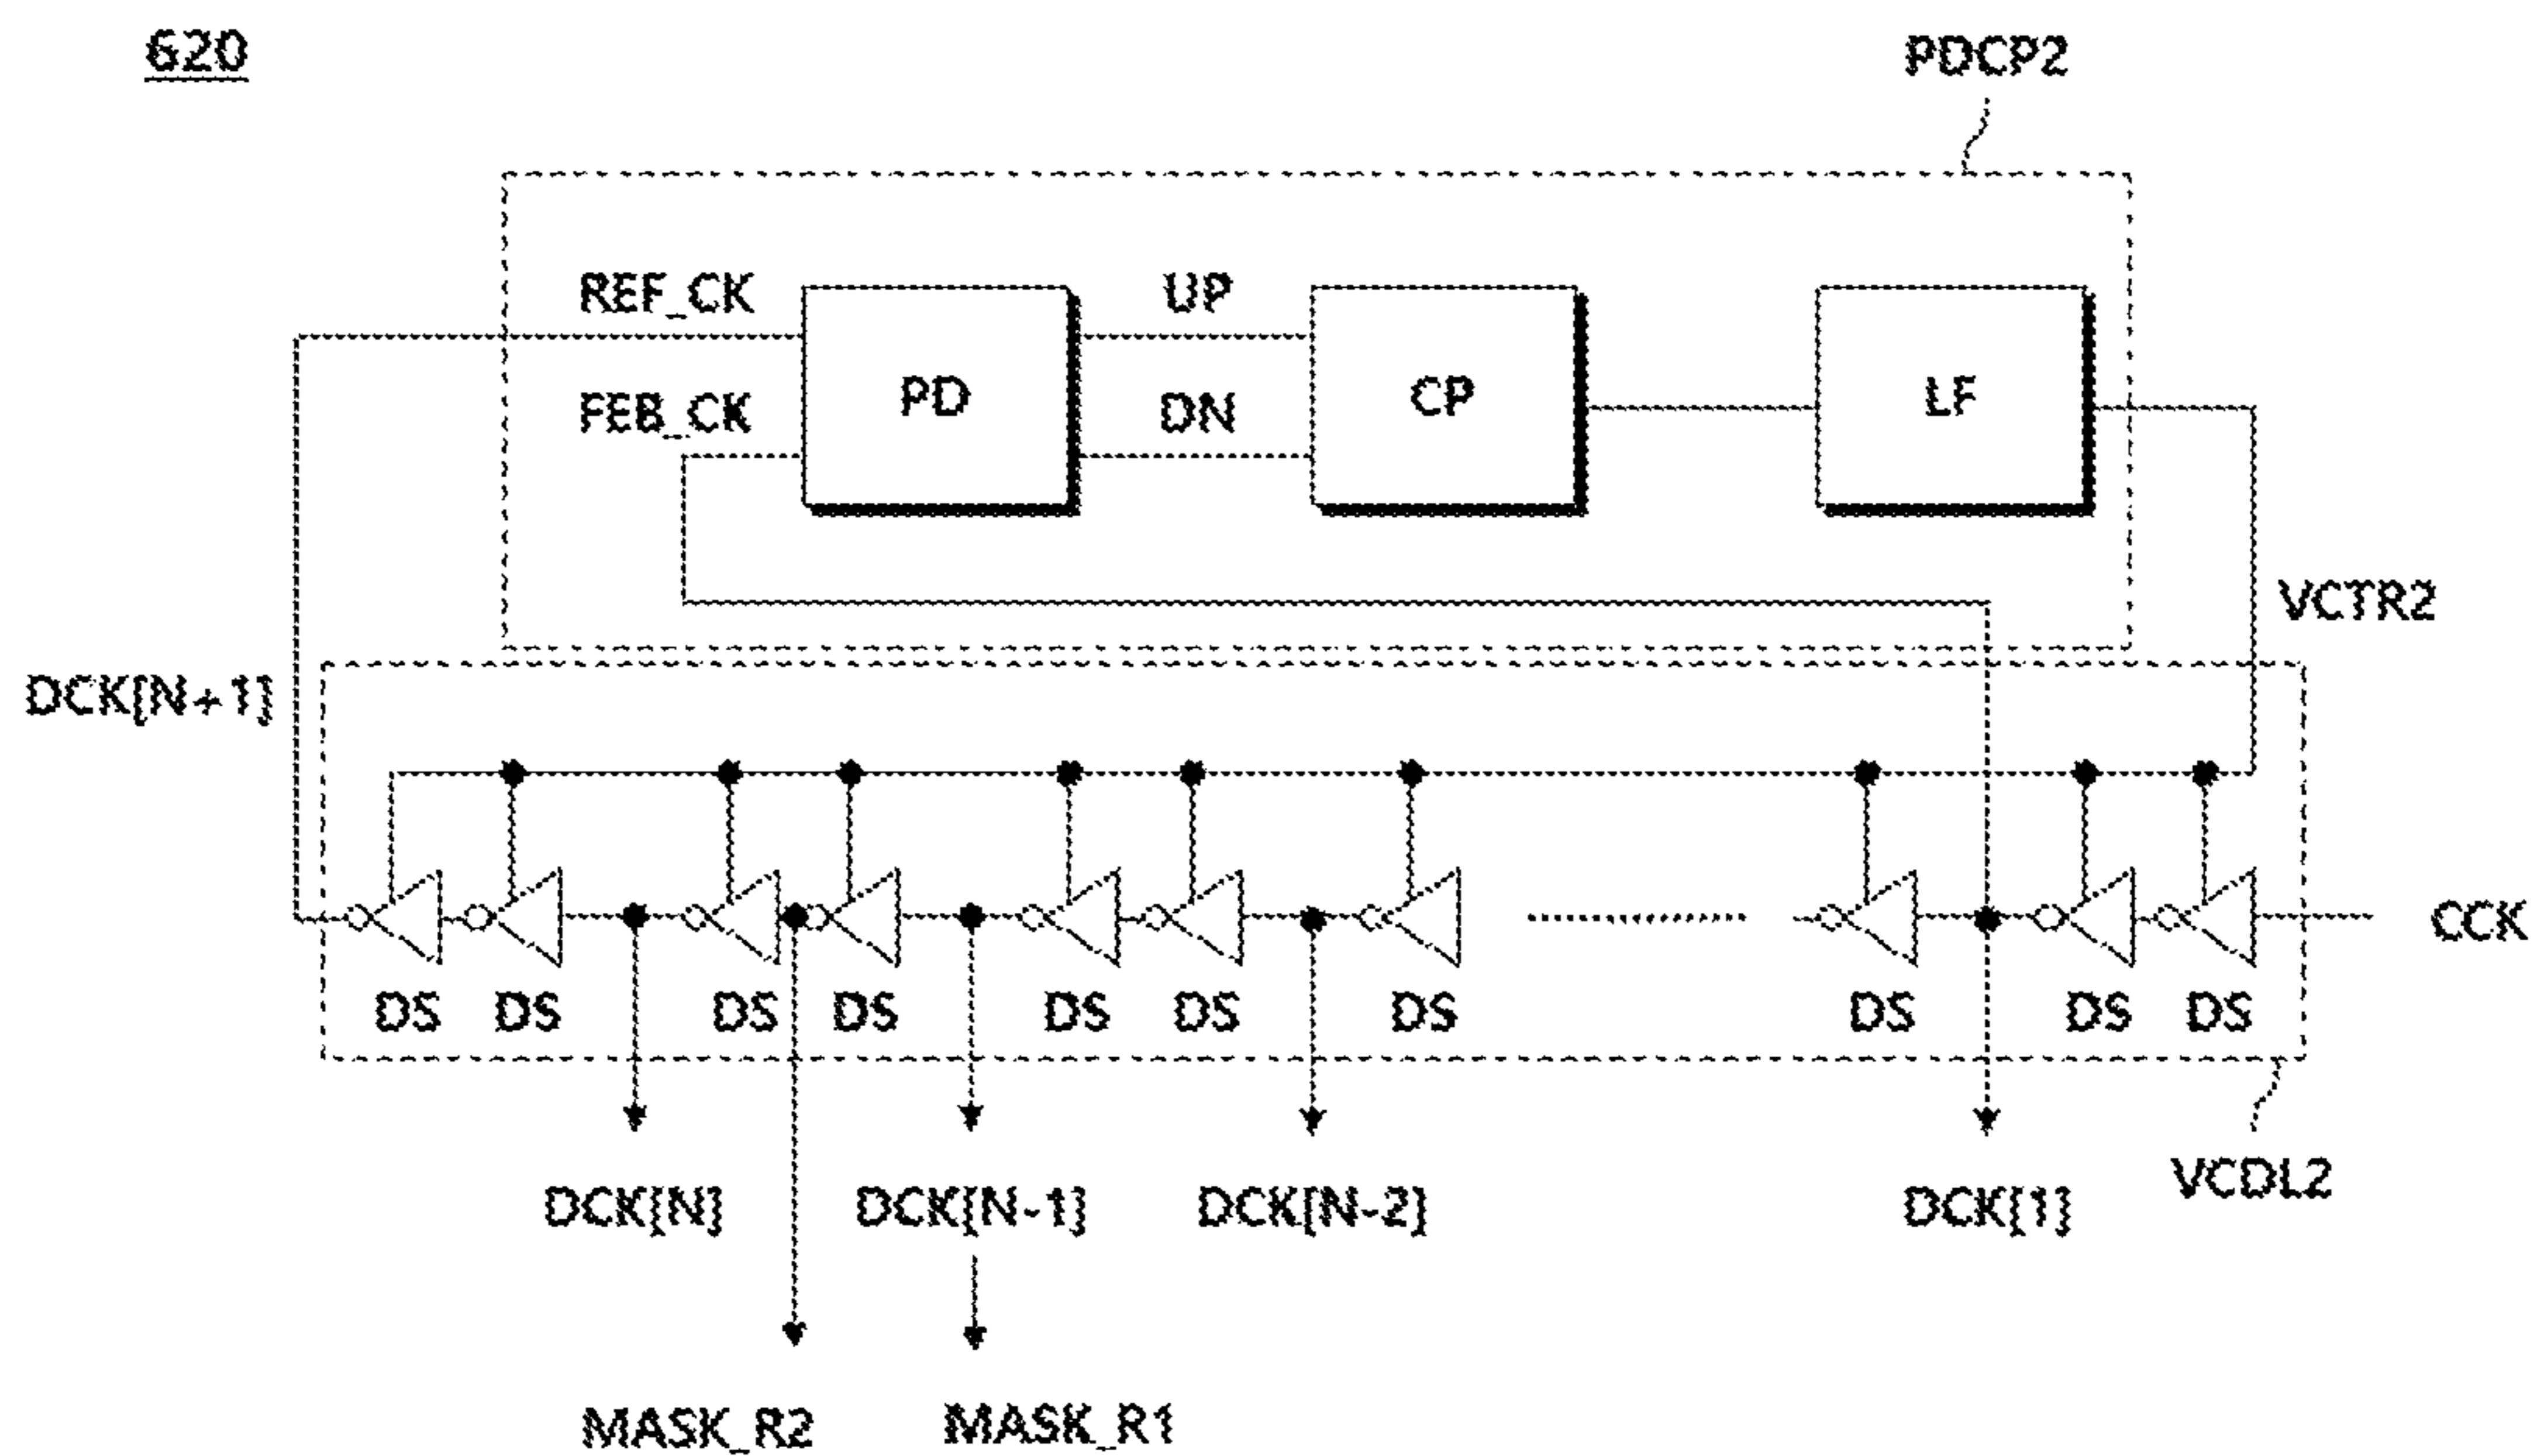 620
PDCP2
REF_CK
UP
FEB_CK
PD
DN
CP
LF
VCTR2
DCK[N+1]
CCK
DS DS DS DS DS DS DS DS DS DS
DCK[N] DCK[N-1] DCK[N-2] DCK[1] VCDL2
MASK_R2 MASK_R1